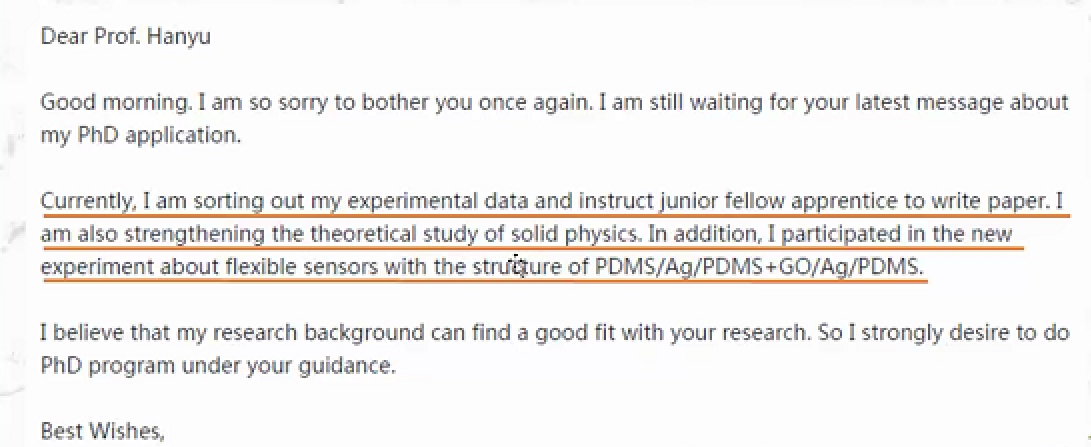 Dear Prof. Hanyu
Good morning. I am so sorry to bother you once again. I am still waiting for your latest message about
my PhD application.
Currently, I am sorting out my experimental data and instruct junior fellow apprentice to write paper. I
am also strengthening the theoretical study of solid physics. In addition, I participated in the new
experiment about flexible sensors with the structure of PDMS/Ag/PDMS+GO/Ag/PDMS.
I believe that my research background can find a good fit with your research. So I strongly desire to do
PhD program under your guidance.
Best Wishes,